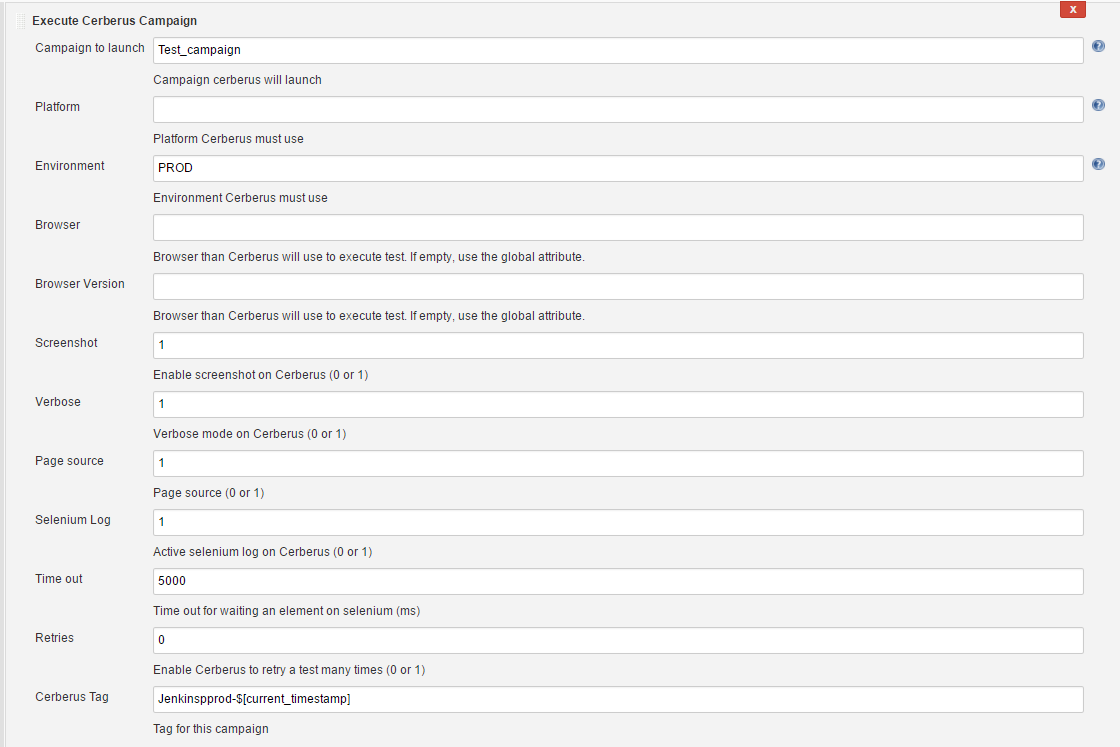 x
Execute Cerberus Campaign
Campaign to launch Test_campaign
Campaign cerberus will launch
Platform
Platform Cerberus must use
Environment PROD
Environment Cerberus must use
Browser
Browser than Cerberus will use to execute test. If empty, use the global attribute.
Browser Version
Browser than Cerberus will use to execute test. If empty, use the global attribute.
Screenshot 1
Enable screenshot on Cerberus (0 or 1)
Verbose 1
Verbose mode on Cerberus (0 or 1)
Page source 1
Page source (0 or 1)
Selenium Log 1
Active selenium log on Cerberus (0 or 1)
Time out 5000
Time out for waiting an element on selenium (ms)
Retries 0
Enable Cerberus to retry a test many times (0 or 1)
Cerberus Tag Jenkinspprod-$[current_timestamp]
Tag for this campaign